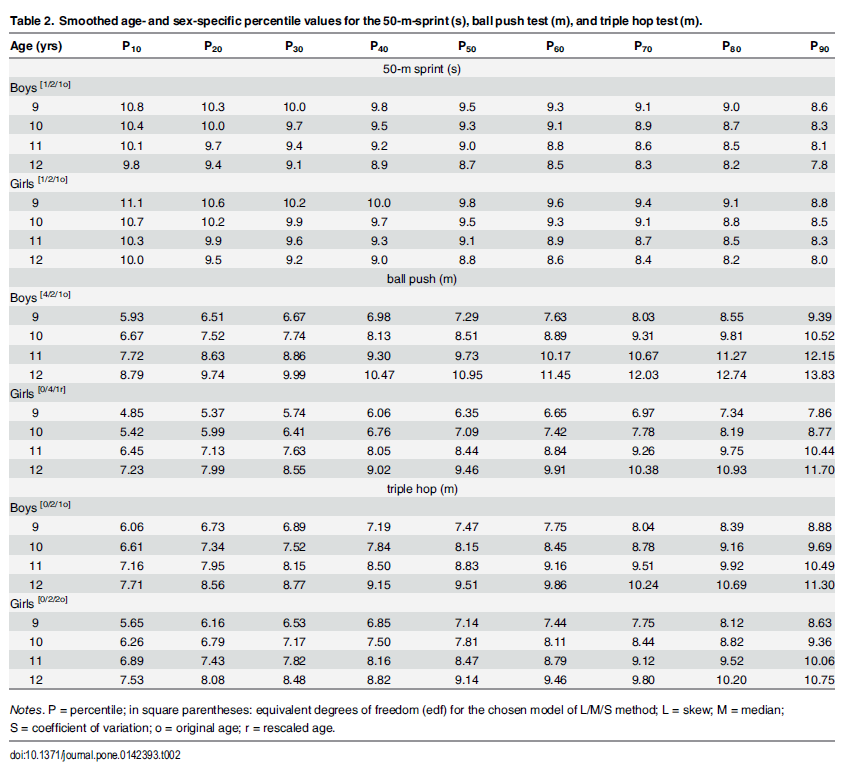 Table 2. Smoothed age- and sex-specific percentile values for the 50-m-sprint (s), ball push test (m), and triple hop test (m).
Age (yrs) P10 P20 P30 P40 P50 P60 P70 P80 P90
50-m sprint (s)
Boys [1/2/1o]
9 10.8 10.3 10.0 9.8 9.5 9.3 9.1 9.0 8.6
10 10.4 10.0 9.7 9.5 9.3 9.1 8.9 8.7 8.3
11 10.1 9.7 9.4 9.2 9.0 8.8 8.6 8.5 8.1
12 9.8 9.4 9.1 8.9 8.7 8.5 8.3 8.2 7.8
Girls [1/2/1o]
9 11.1 10.6 10.2 10.0 9.8 9.6 9.4 9.1 8.8
10 10.7 10.2 9.9 9.7 9.5 9.3 9.1 8.8 8.5
11 10.3 9.9 9.6 9.3 9.1 8.9 8.7 8.5 8.3
12 10.0 9.5 9.2 9.0 8.8 8.6 8.4 8.2 8.0
ball push (m)
Boys [4/2/1o]
9 5.93 6.51 6.67 6.98 7.29 7.63 8.03 8.55 9.39
10 6.67 7.52 7.74 8.13 8.51 8.89 9.31 9.81 10.52
11 7.72 8.63 8.86 9.30 9.73 10.17 10.67 11.27 12.15
12 8.79 9.74 9.99 10.47 10.95 11.45 12.03 12.74 13.83
Girls [0/4/1r]
9 4.85 5.37 5.74 6.06 6.35 6.65 6.97 7.34 7.86
10 5.42 5.99 6.41 6.76 7.09 7.42 7.78 8.19 8.77
11 6.45 7.13 7.63 8.05 8.44 8.84 9.26 9.75 10.44
12 7.23 7.99 8.55 9.02 9.46 9.91 10.38 10.93 11.70
triple hop (m)
Boys [0/2/1o]
9 6.06 6.73 6.89 7.19 7.47 7.75 8.04 8.39 8.88
10 6.61 7.34 7.52 7.84 8.15 8.45 8.78 9.16 9.69
11 7.16 7.95 8.15 8.50 8.83 9.16 9.51 9.92 10.49
12 7.71 8.56 8.77 9.15 9.51 9.86 10.24 10.69 11.30
Girls [0/2/2o]
9 5.65 6.16 6.53 6.85 7.14 7.44 7.75 8.12 8.63
10 6.26 6.79 7.17 7.50 7.81 8.11 8.44 8.82 9.36
11 6.89 7.43 7.82 8.16 8.47 8.79 9.12 9.52 10.06
12 7.53 8.08 8.48 8.82 9.14 9.46 9.80 10.20 10.75
Notes. P = percentile; in square parentheses: equivalent degrees of freedom (edf) for the chosen model of L/M/S method; L = skew; M = median;
S = coefficient of variation; o = original age; r = rescaled age.
doi:10.1371/journal.pone.0142393.t002